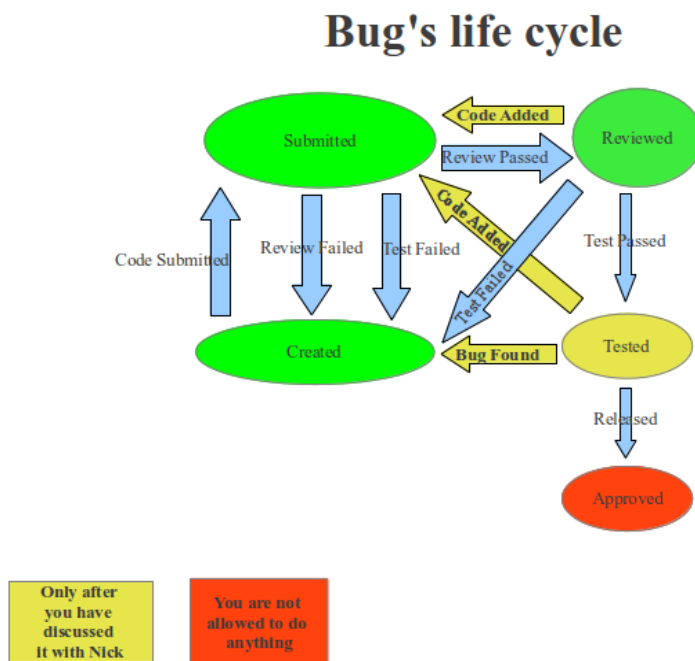 Bug's life cycle
Code Added
Submitted
Reviewed
Review Passed
Code Added
Code Submitted
Review Failed
Test Failed
Test Passed
Test Failed
Created
Bug Found
Tested
Released
Approved
Only after
you have
discussed
it with Nick
You are not
allowed to do
anything